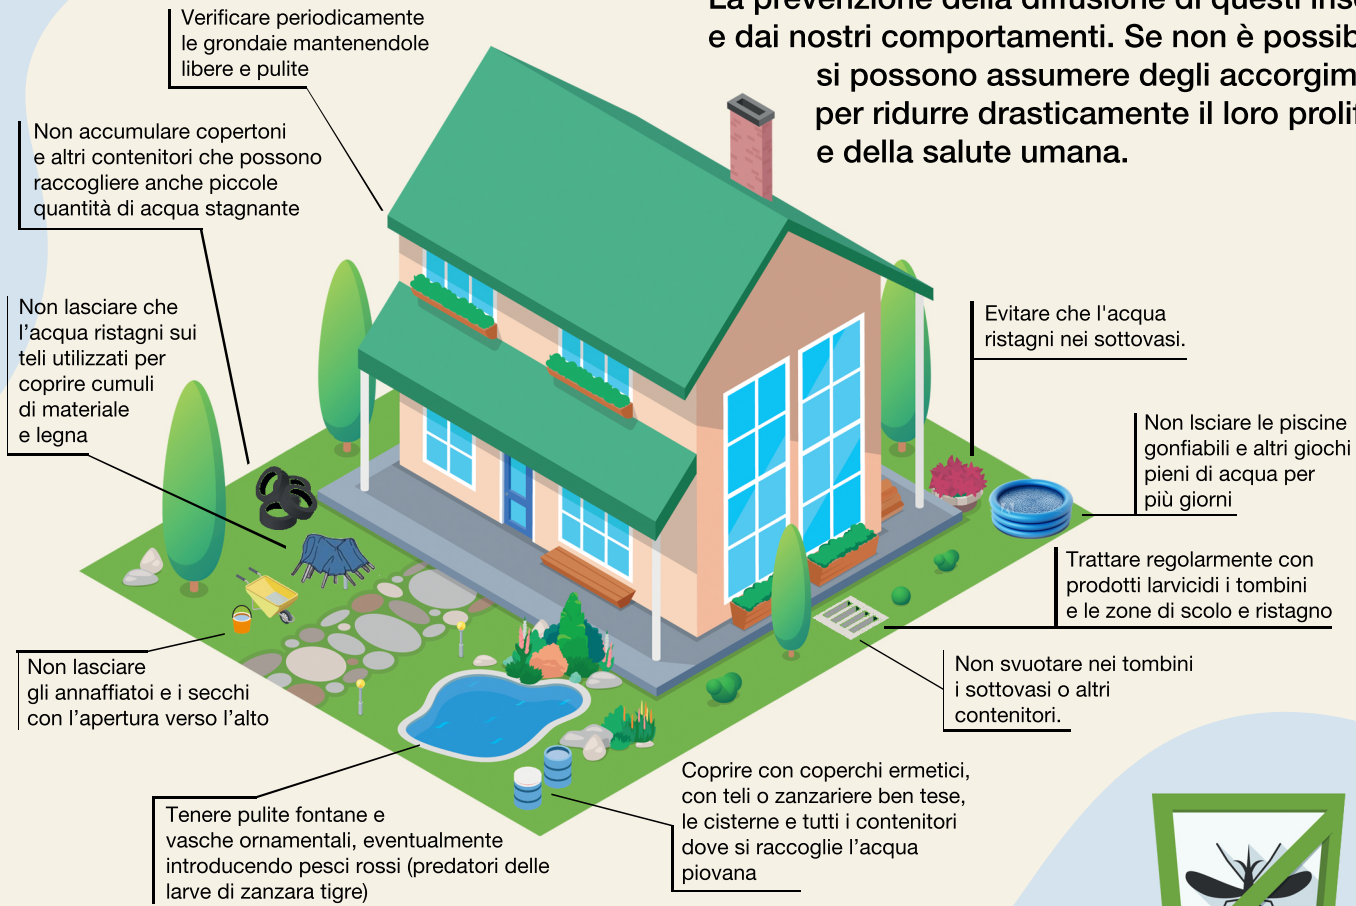 Verificare periodicamente
le grondaie mantenendole
libere e pulite
La prevenzione della diffusione di questi
e dai nostri comportamenti. Se non è
si possono assumere degli
per ridurre drasticamente il loro
e della salute umana.
Non accumulare copertoni
e altri contenitori che possono
raccogliere anche piccole
quantità di acqua stagnante
Non lasciare che
l'acqua ristagni sui
teli utilizzati per
coprire cumuli
di materiale
e legna
Evitare che l'acqua
ristagni nei sottovasi.
Non lsciare le piscine
gonfiabili e altri giochi
pieni di acqua per
più giorni
Trattare regolarmente con
prodotti larvicidi i tombini
e le zone di scolo e ristagno
Non svuotare nei tombini
i sottovasi o altri
contenitori.
Non lasciare
gli annaffiatoi e i secchi
con l'apertura verso l'alto
Tenere pulite fontane e
vasche ornamentali, eventualmente
introducendo pesci rossi (predatori delle
larve di zanzara tigre)
Coprire con coperchi ermetici,
con teli o zanzariere ben tese,
le cisterne e tutti i contenitori
dove si raccoglie l'acqua
piovana